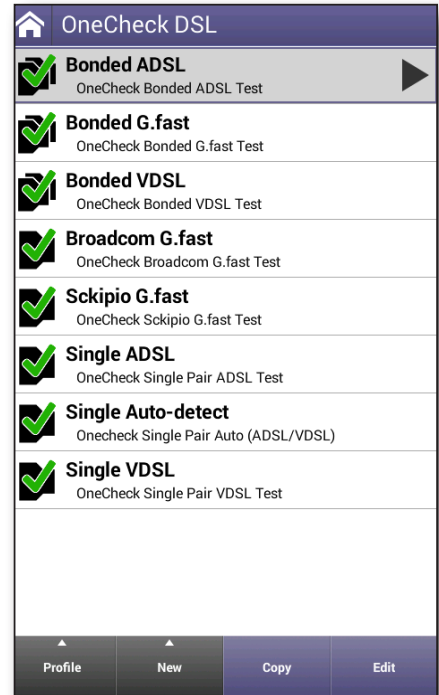 OneCheck DSL
Bonded ADSL
OneCheck Bonded ADSL Test
Bonded G.fast
OneCheck Bonded G.fast Test
Bonded VDSL
OneCheck Bonded VDSL Test
Broadcom G.fast
OneCheck Broadcom G.fast Test
Sckipio G.fast
OneCheck Sckipio G.fast Test
Single ADSL
OneCheck Single Pair ADSL Test
Single Auto-detect
Onecheck Single Pair Auto (ADSL/VDSL)
Single VDSL
OneCheck Single Pair VDSL Test
Profile New Copy Edit